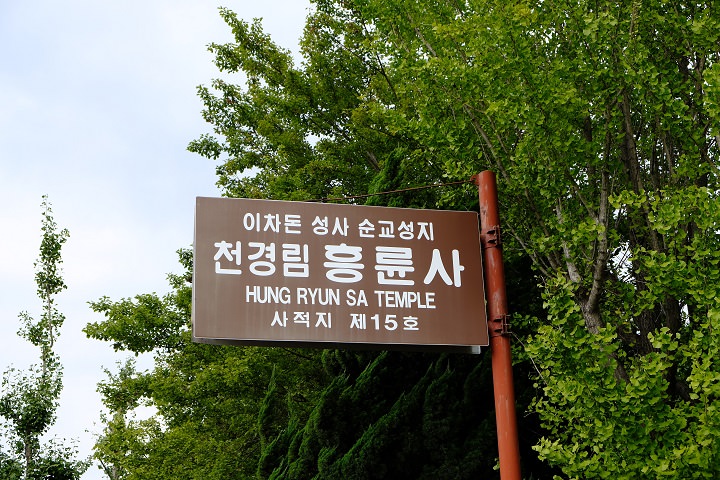 이차돈 성사 순교성지
천경림 흥륜사
HUNG RYUN SA TEMPLE
사적지 제15호